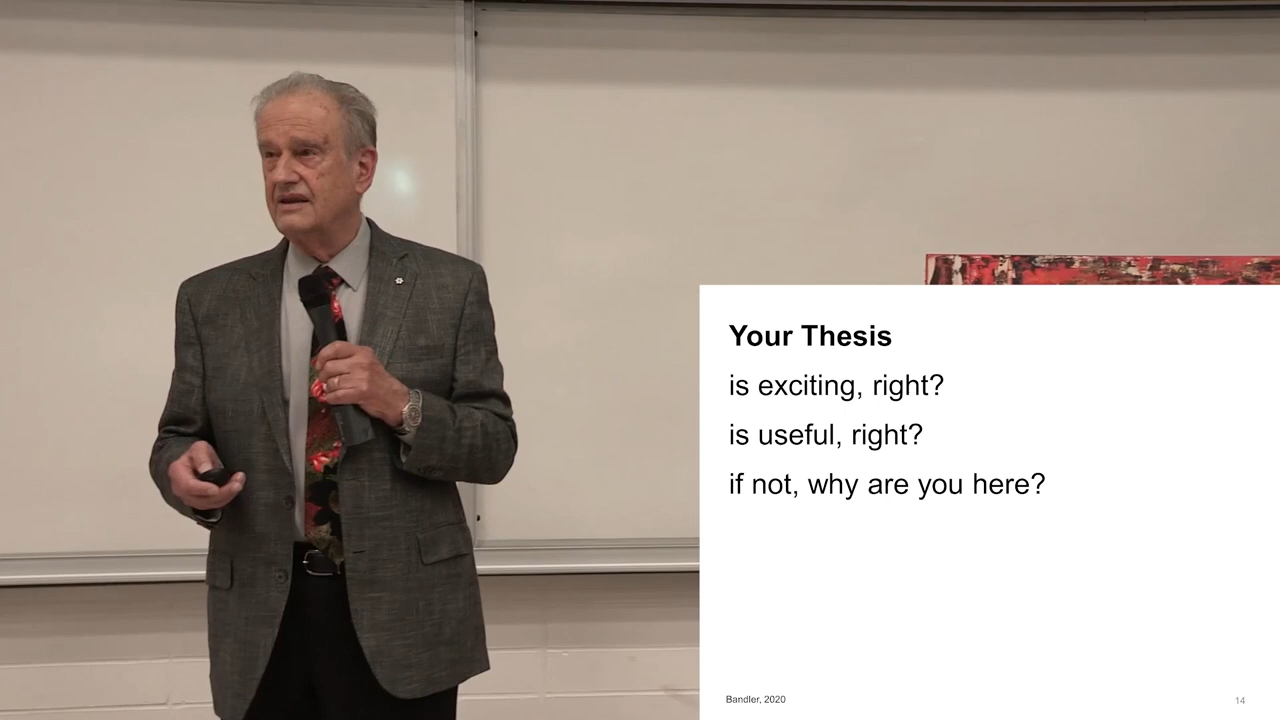 Your Thesis
is exciting, right?
is useful, right?
if not, why are you here?
Bandler, 2020
14